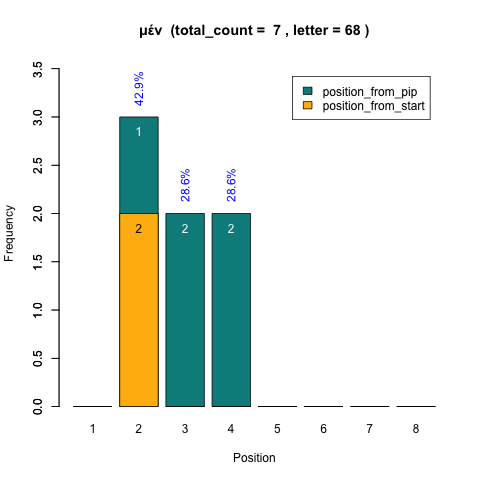 μέν  (total_count =  7 , letter = 68 )
3.5
3.0
2.5
2.0
1.5
1.0
0.5
0.0
Frequency
42.9%
28.6%
28.6%
1
2
2
2
position_from_pip
position_from_start
1 2 3 4 5 6 7 8
Position